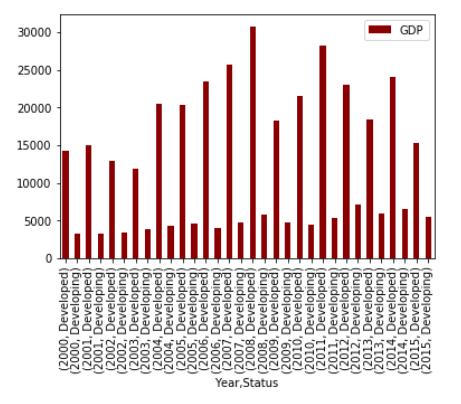 GDP
30000
25000
20000
15000
10000
5000
0
(2000, Developed)
(2000, Developing)
(2001, Developed)
(2001, Developing)
(2002, Developed)
(2002, Developing)
(2003, Developed)
(2003, Developing)
(2004, Developed)
(2004, Developing)
(2005, Developed)
(2005, Developing)
(2006, Developed)
(2006, Developing)
(2007, Developed)
(2007, Developing)
(2008, Developed)
(2008, Developing)
(2009, Developed)
(2009, Developing)
(2010, Developed)
(2010, Developing)
(2011, Developed)
(2011, Developing)
(2012, Developed)
(2012, Developing)
(2013, Developed)
(2013, Developing)
(2014, Developed)
(2014, Developing)
(2015, Developed)
(2015, Developing)
Year,Status